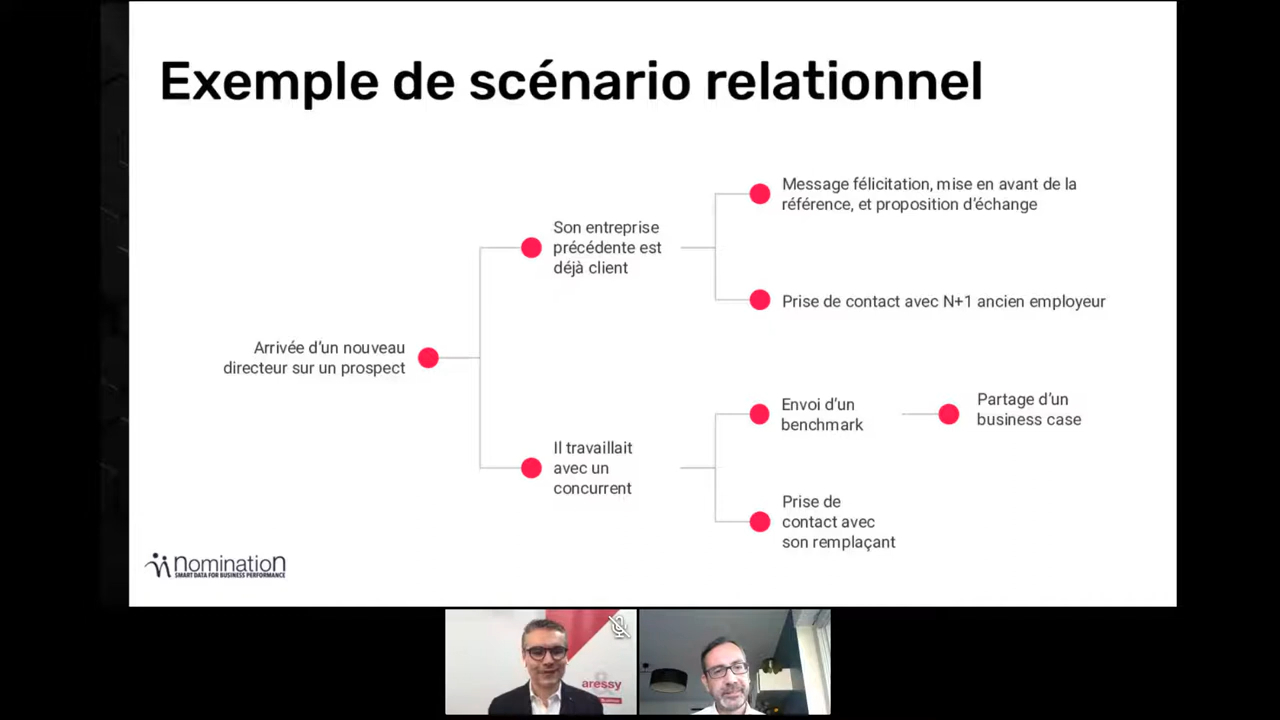 Exemple de scénario relationnel
Message félicitation, mise en avant de la
référence, et proposition d'échange
Son entreprise
précédente est
déjà client
Prise de contact avec N+1 ancien employeur
Arrivée d'un nouveau
directeur sur un prospect
Envoi d'un
benchmark
Partage d'un
business case
Il travaillait
avec un
concurrent
Prise de
contact avec
son remplaçant
nomination
SMART DATA FOR BUSINESS PERFORMANCE
aressy